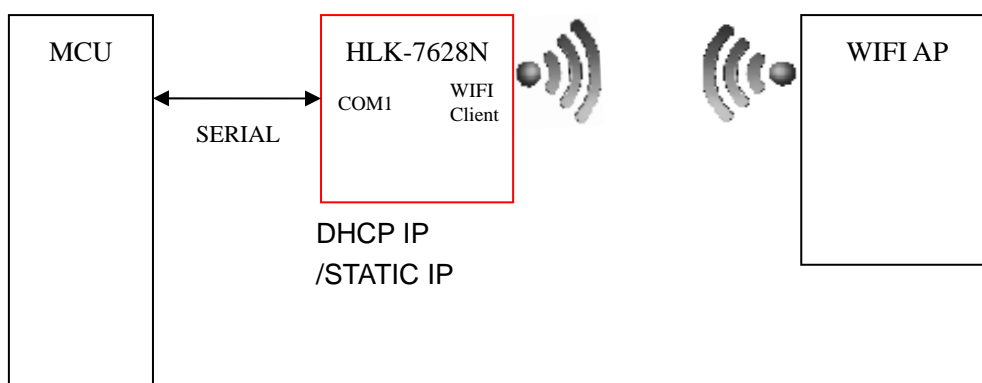 MCU
HLK-7628N
WIFI AP
COM1
WIFI
Client
SERIAL
DHCP IP
/STATIC IP